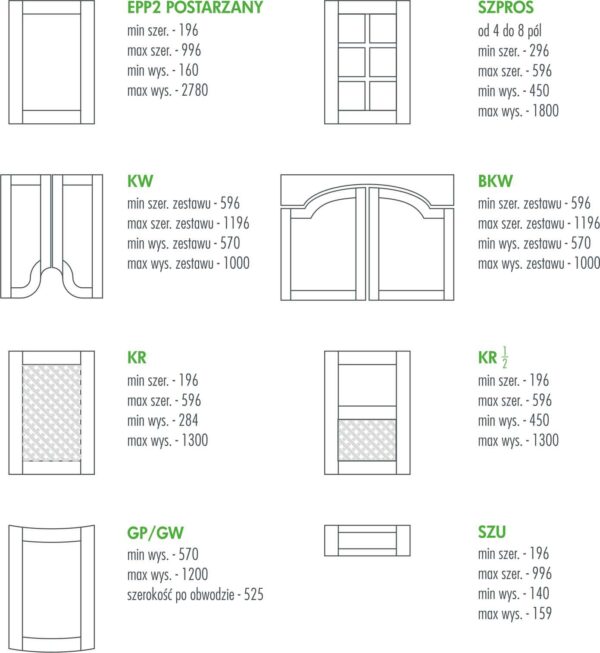 EPP2 POSTARZANY
min szer. - 196
max szer. - 996
min wys. - 160
max wys. - 2780
SZPROS
od 4 do 8 pól
min szer. - 296
max szer. - 596
min wys. - 450
max wys. - 1800
KW
min szer. zestawu - 596
max szer. zestawu - 1196
min wys. zestawu - 570
max wys. zestawu - 1000
BKW
min szer. zestawu - 596
max szer. zestawu - 1196
min wys. zestawu - 570
max wys. zestawu - 1000
KR
min szer. - 196
max szer. - 596
min wys. - 284
max wys. - 1300
KR 1/2
min szer. - 196
max szer. - 596
min wys. - 450
max wys. - 1300
GP/GW
min wys. - 570
max wys. - 1200
szerokość po obwodzie - 525
SZU
min szer. - 196
max szer. - 996
min wys. - 140
max wys. - 159